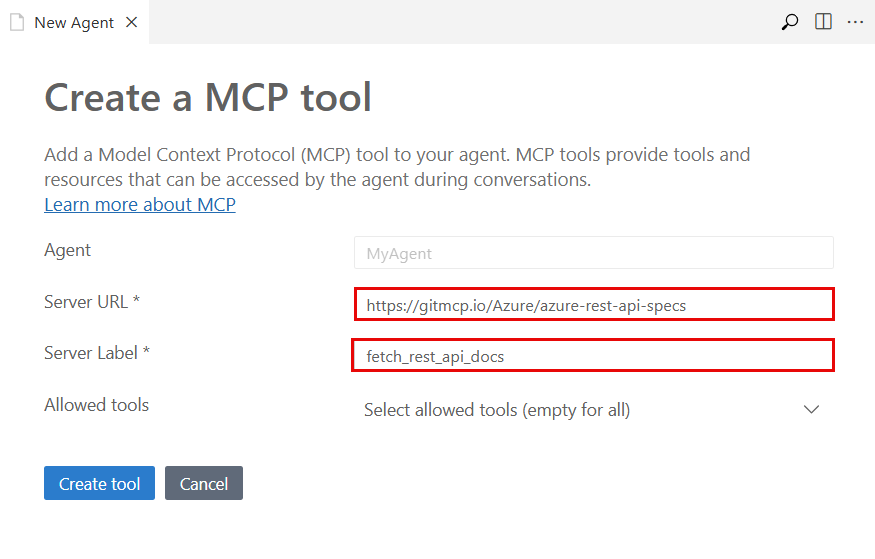 New Agent
Create a MCP tool
Add a Model Context Protocol (MCP) tool to your agent. MCP tools provide tools and
resources that can be accessed by the agent during conversations.
Learn more about MCP
Agent
MyAgent
Server URL *
https://gitmcp.io/Azure/azure-rest-api-specs
Server Label *
fetch_rest_api_docs
Allowed tools
Select allowed tools (empty for all)
Create tool
Cancel